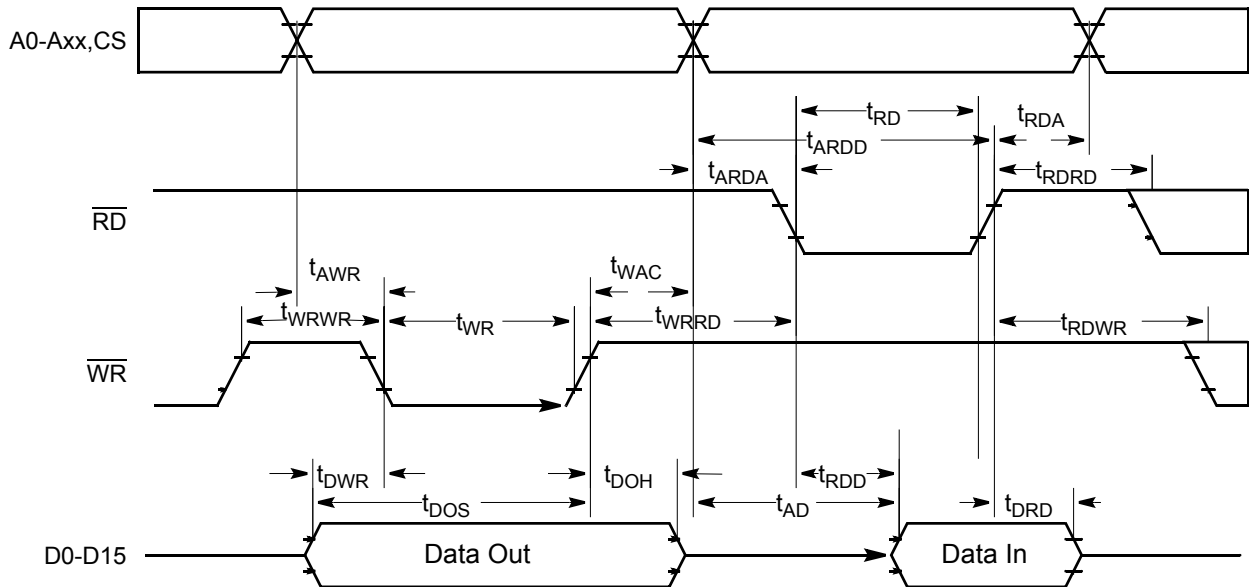 A0-Axx,CS
tRD
tRDA
tARDD
tARDA
tRDRD
RD
tAWR
tWAC
tWRWR
tWR
tWRRD
tRDWR
WR
tDWR
tDOH
tRDD
tDOS
tAD
tDRD
D0-D15
Data Out
Data In